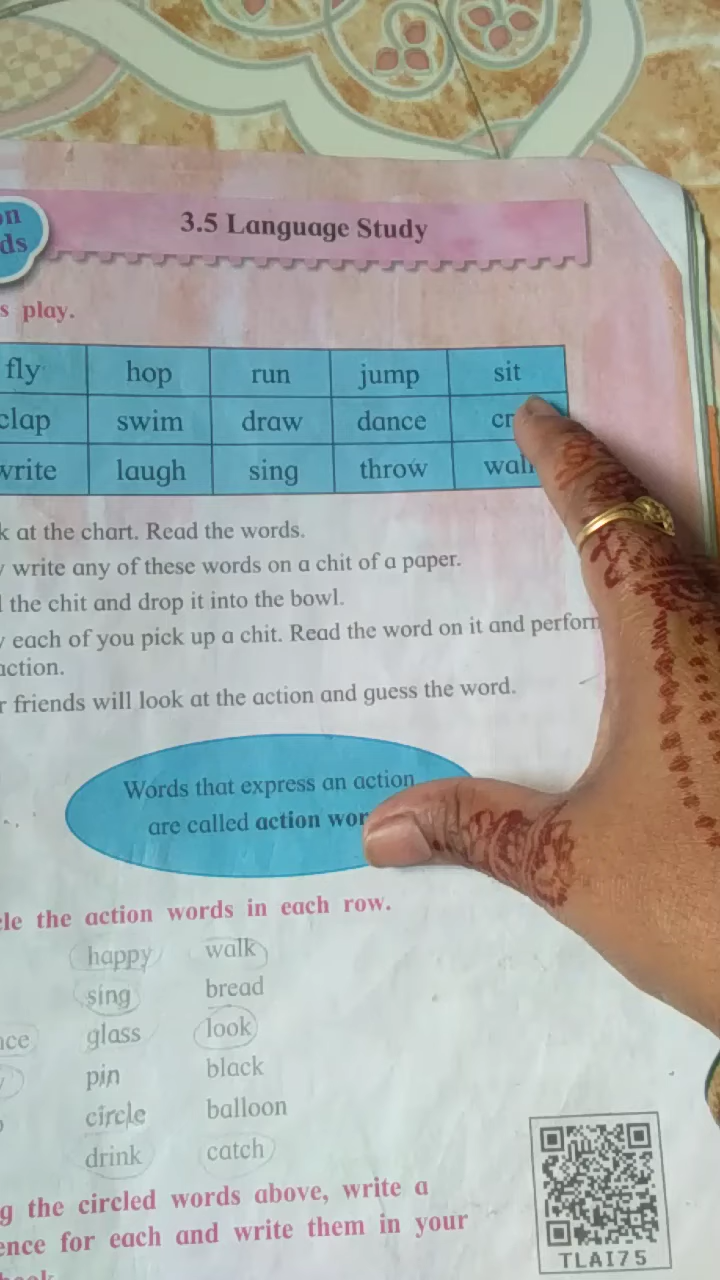 3.5 Language Study
play.
fly hop run jump sit
clap swim draw dance
write laugh sing throw
at the chart. Read the words.
write any of these words on a chit of a paper.
the chit and drop it into the bowl.
each of you pick up a chit. Read the word on it and perform
action.
friends will look at the action and guess the word.
Words that express an action
are called action
the action words in each row.
happy walk
sing bread
glass look
pin black
circle balloon
drink catch
the circled words above, write a
for each and write them in your
TLAI75